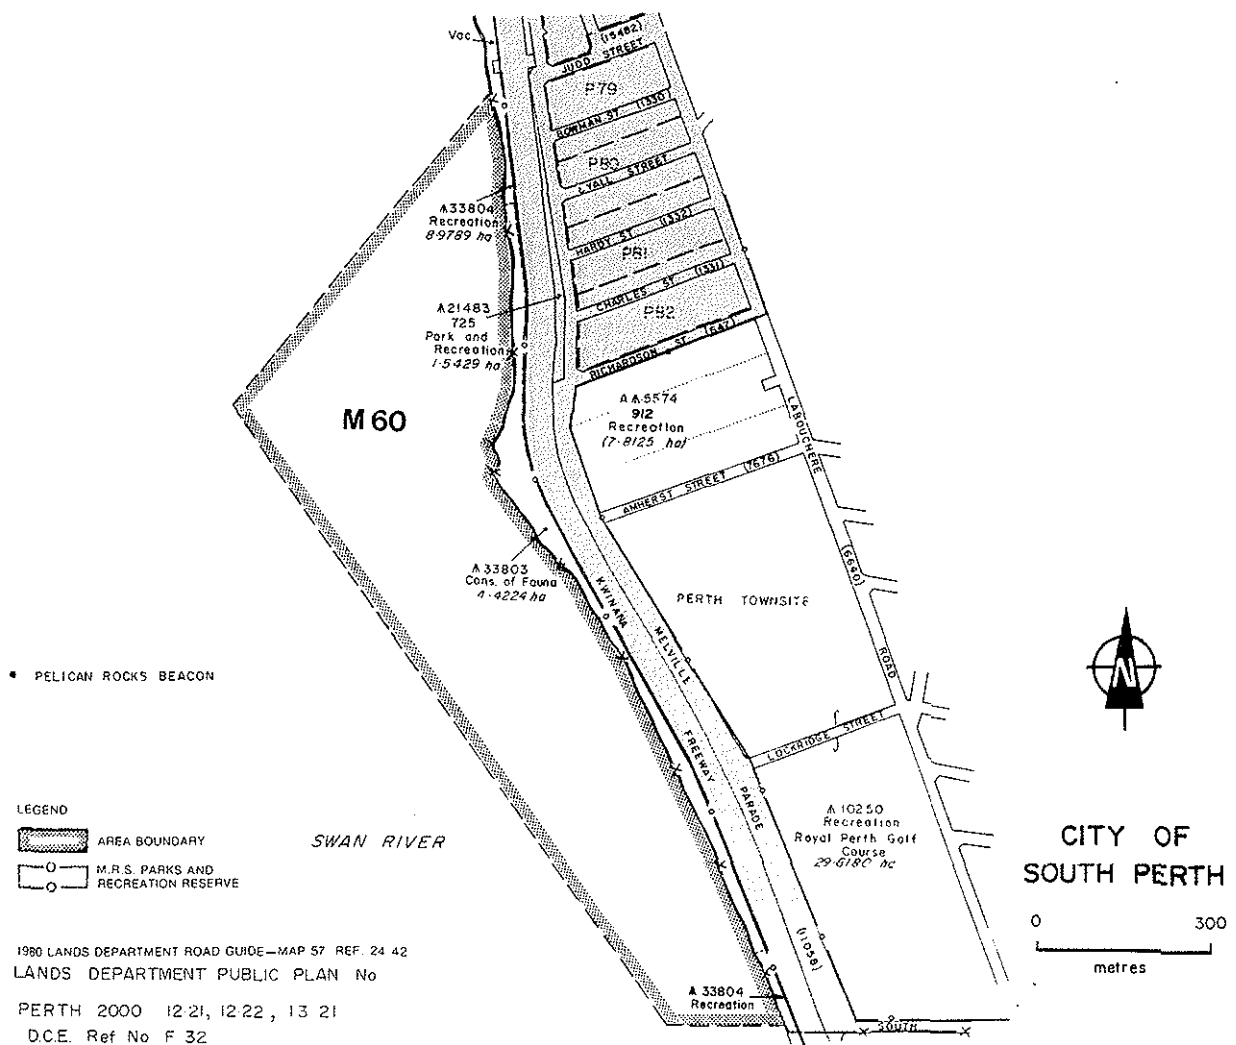 Voc
(15482)
JUDD STREET
P79
BOWMAN ST. (1330)
P80
LYALL STREET
HARDY ST. (1332)
P81
CHARLES ST. (1331)
P82
RICHARDSON ST. (647)
A 33804
Recreation
8·9789 ha
A 21483
725
Park and
Recreation
1·5429 ha
M 60
A A 5574
912
Recreation
(7·8125 ha)
LABOUCHERE
AMHERST STREET (7676)
A 33803
Cons. of Fauna
4·4224 ha
(6640)
KWINANA
PERTH TOWNSITE
MELVILLE
ROAD
PELICAN ROCKS BEACON
N
FREEWAY
LOCKRIDGE STREET
PARADE
A 10250
Recreation
Royal Perth Golf
Course
29·6180 ha
LEGEND
AREA BOUNDARY
M.R.S. PARKS AND
RECREATION RESERVE
SWAN RIVER
CITY OF
SOUTH PERTH
0 300
metres
(11058)
1980 LANDS DEPARTMENT ROAD GUIDE—MAP 57 REF. 24 42
LANDS DEPARTMENT PUBLIC PLAN No
PERTH 2000 12·21, 12·22, 13 21
D.C.E. Ref No F 32
A 33804
Recreation
SOUTH